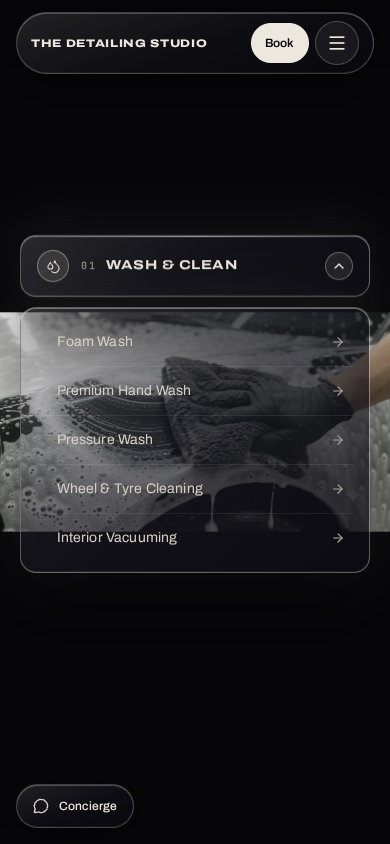 THE DETAILING STUDIO
Book
01 WASH & CLEAN
Foam Wash
Premium Hand Wash
Pressure Wash
Wheel & Tyre Cleaning
Interior Vacuuming
Concierge